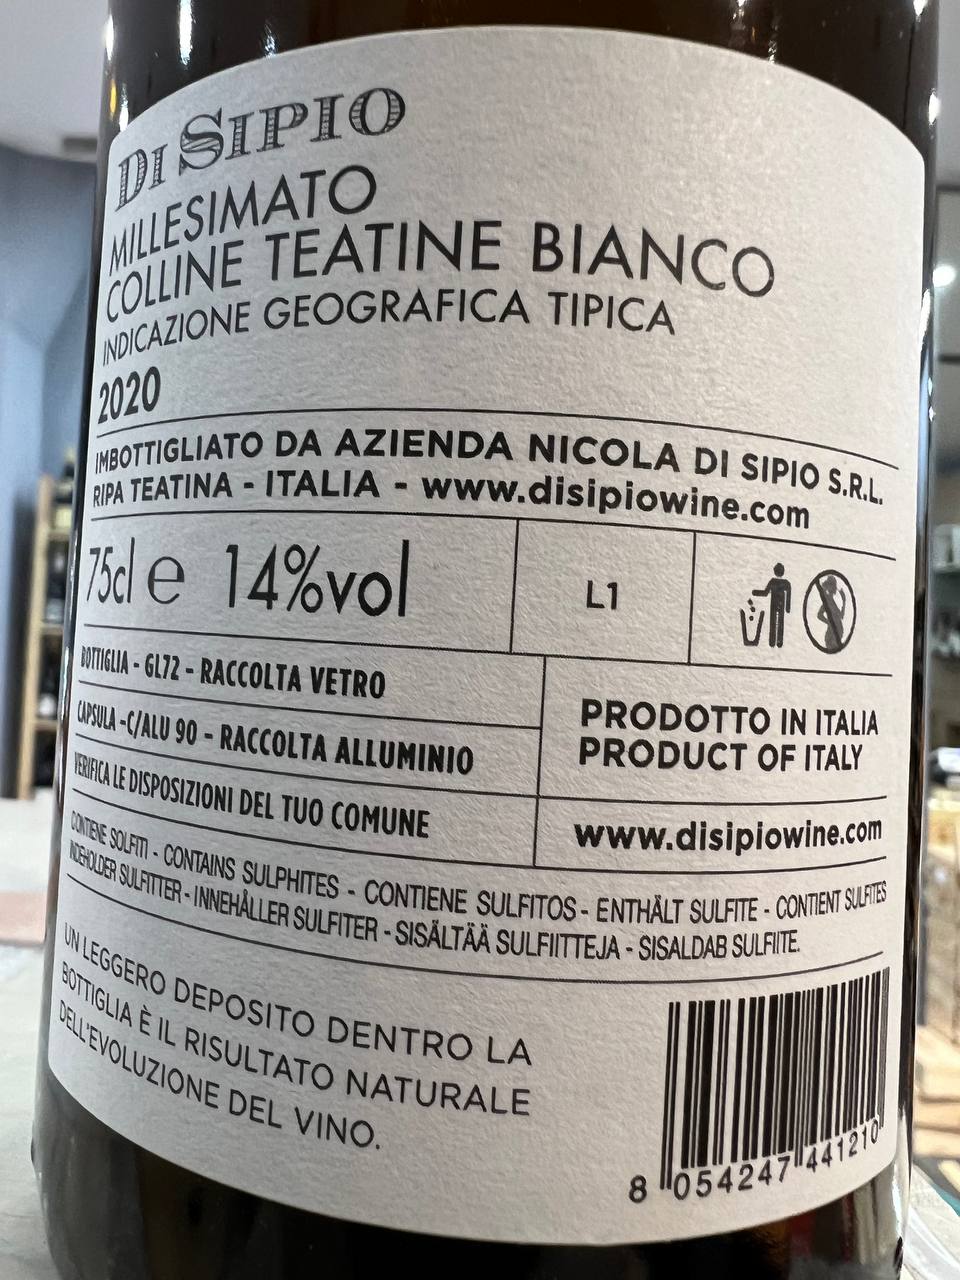 DI SIPIO
MILLESIMATO
COLLINE TEATINE BIANCO
INDICAZIONE GEOGRAFICA TIPICA
2020
IMBOTTIGLIATO DA AZIENDA NICOLA DI SIPIO S.R.L.
RIPA TEATINA - ITALIA - www.disipiowine.com
75cl e 14%vol
L1
BOTTIGLIA - GL72 - RACCOLTA VETRO
CAPSULA -C/ALU 90 - RACCOLTA ALLUMINIO
VERIFICA LE DISPOSIZIONI DEL TUO COMUNE
PRODOTTO IN ITALIA
PRODUCT OF ITALY
www.disipiowine.com
CONTIENE SOLFITI - CONTAINS SULPHITES - CONTIENE SULFITOS - ENTHÄLT SULFITE - CONTIENT SULFITES
INDEHOLDER SULFITTER - INNEHÅLLER SULFITER - SISÄLTÄÄ SULFIITTEJA - SISALDAB SULFIITE.
UN LEGGERO DEPOSITO DENTRO LA
BOTTIGLIA È IL RISULTATO NATURALE
DELL'EVOLUZIONE DEL VINO.
8 054247 441210